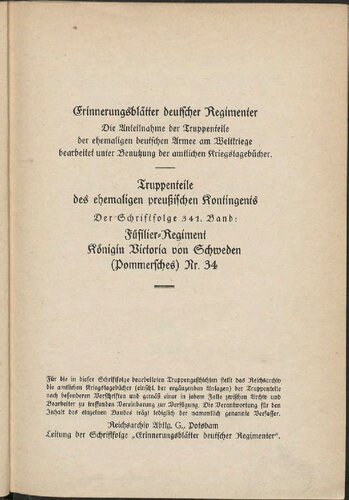 Erinnerungsblätter deutscher Regimenter
Die Anteilnahme der Truppenteile
der ehemaligen deutschen Armee am Weltkriege
bearbeitet unter Benutzung der amtlichen Kriegstagebücher.
Truppenteile
des ehemaligen preußischen Kontingents
Der Schriftfolge 341. Band:
Füsilier-Regiment
Königin Victoria von Schweden
(Pommersches) Nr. 34
Für die in dieser Schriftfolge bearbeiteten Truppengeschichten stellt das Reichsarchiv
die amtlichen Kriegstagebücher (einschl. der ergänzenden Anlagen) der Truppenteile
nach besonderen Vorschriften und gemäß einer in jedem Falle zwischen Archiv und
Bearbeiter zu treffenden Vereinbarung zur Verfügung. Die Verantwortung für den
Inhalt des einzelnen Bandes trägt lediglich der namentlich genannte Verfasser.
Reichsarchiv Abtlg. G., Potsdam
Leitung der Schriftfolge „Erinnerungsblätter deutscher Regimenter“.